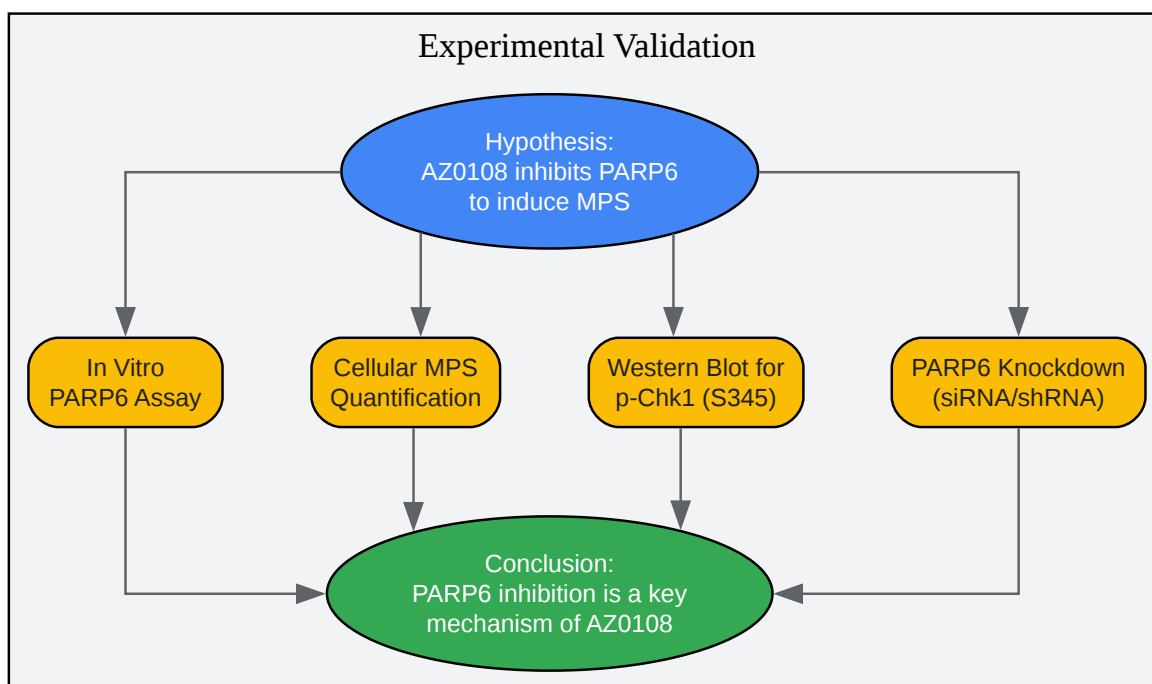 Experimental Validation
Hypothesis:
AZ0108 inhibits PARP6
to induce MPS
In Vitro
PARP6 Assay
Cellular MPS
Quantification
Western Blot for
p-Chk1 (S345)
PARP6 Knockdown
(siRNA/shRNA)
Conclusion:
PARP6 inhibition is a key
mechanism of AZ0108